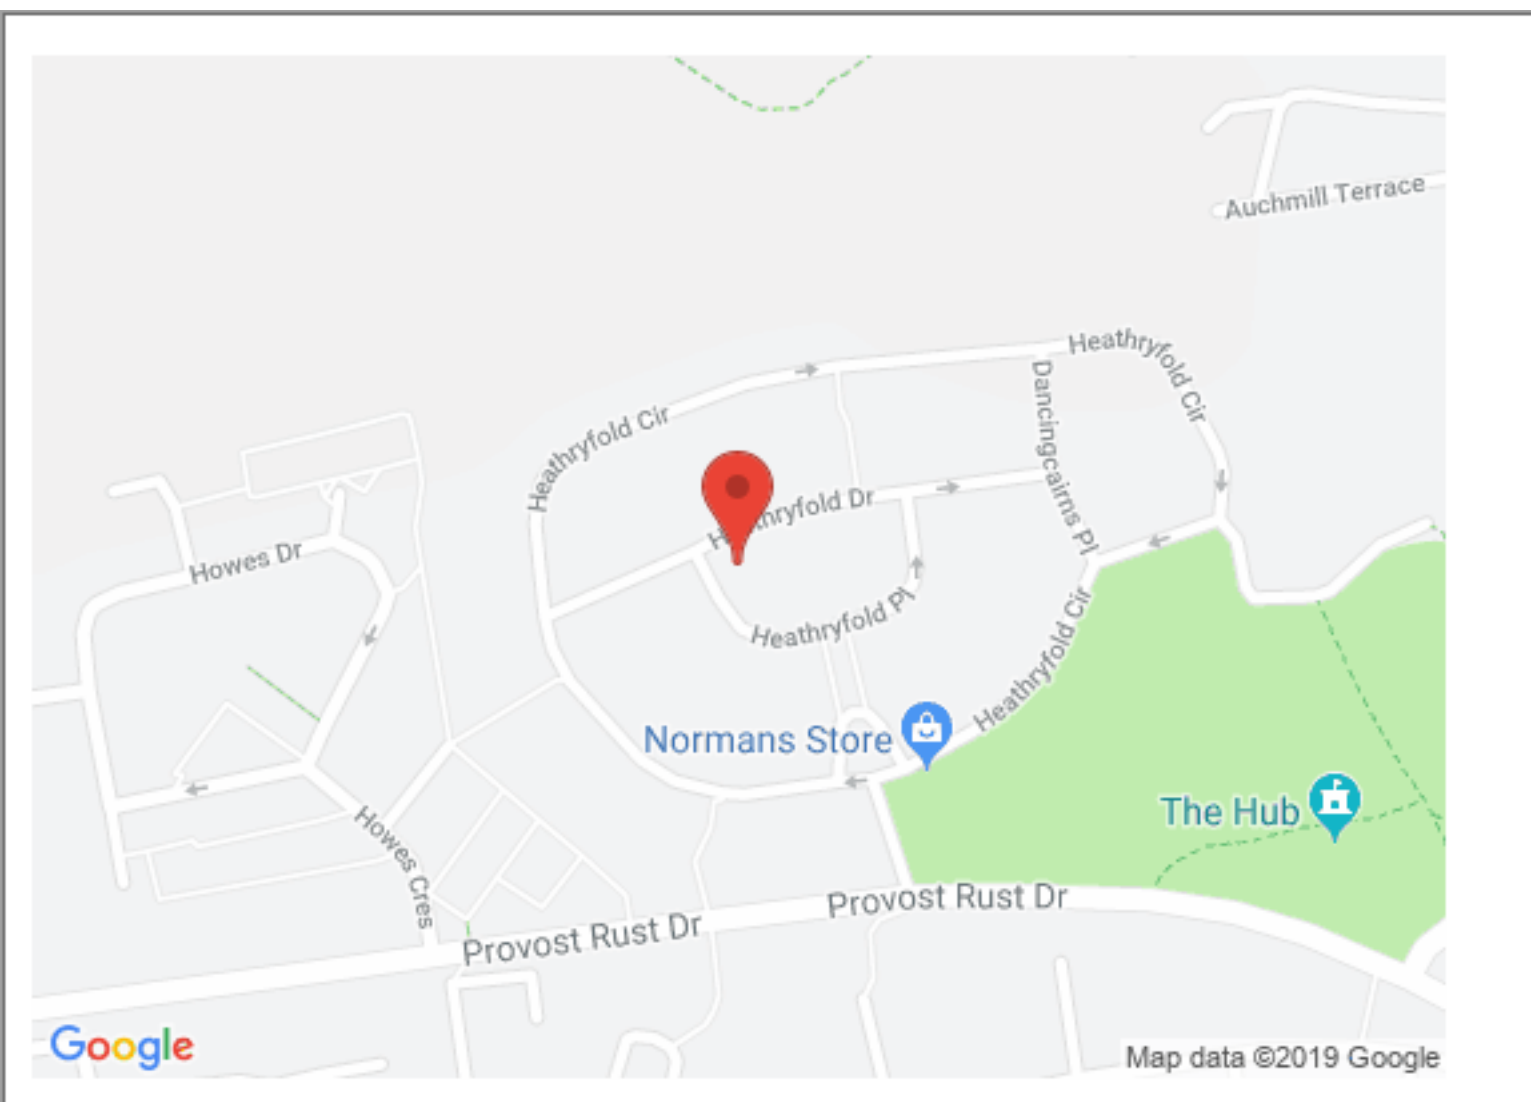 Auchmill Terrace
Heathryfold Cir
Heathryfold Cir
Dancingcairns Pl
Heathryfold Dr
Howes Dr
Heathryfold Pl
Heathryfold Cir
Normans Store
The Hub
Howes Cres
Provost Rust Dr
Provost Rust Dr
Google
Map data ©2019 Google